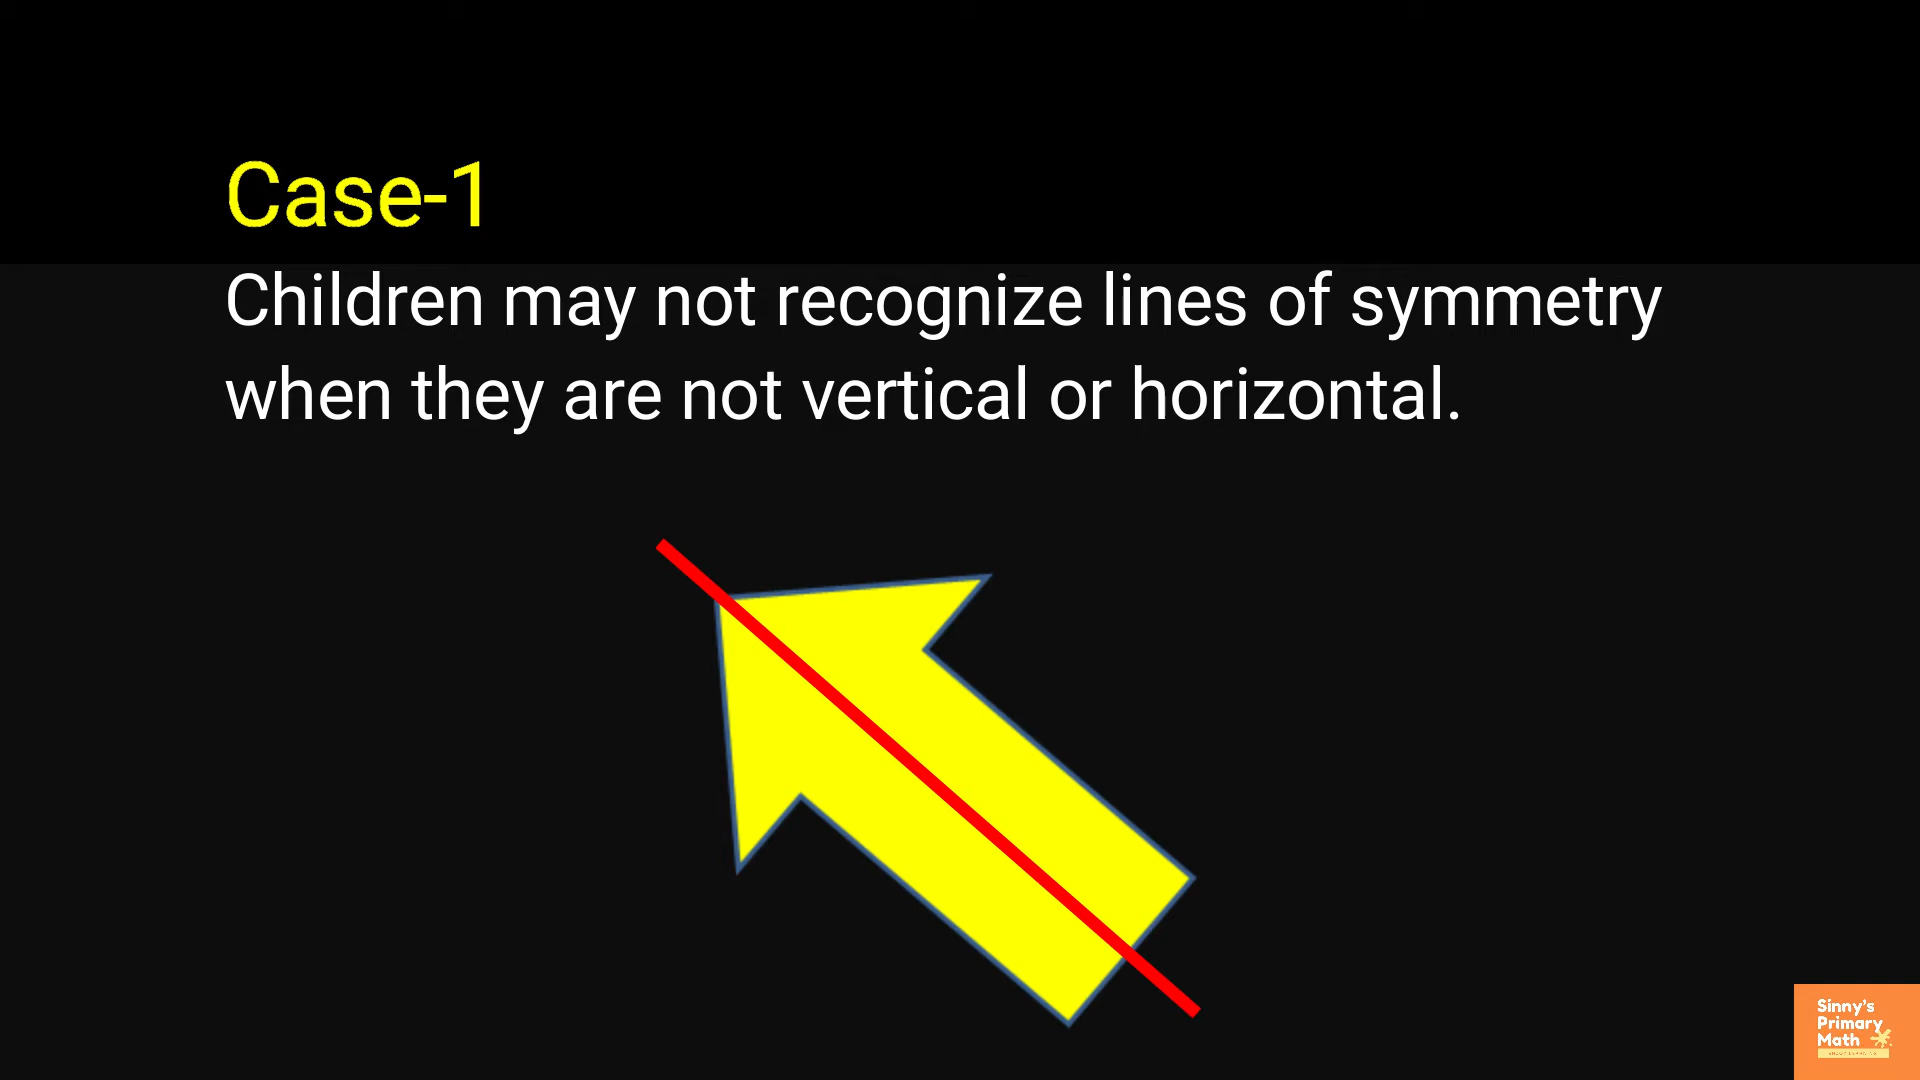 Case-1
Children may not recognize lines of symmetry
when they are not vertical or horizontal.
Sinny's
Primary
Math